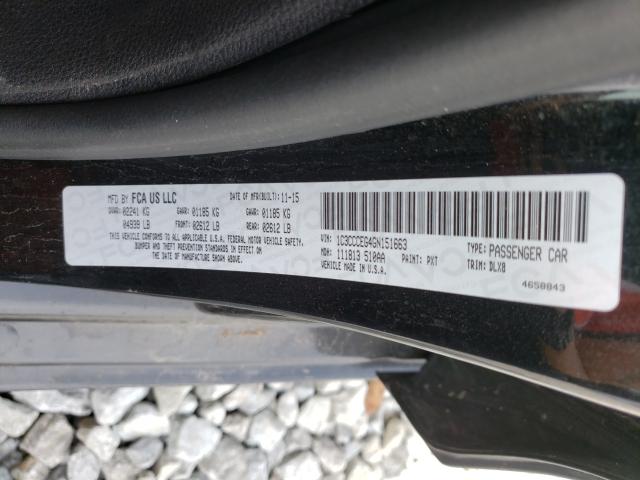 MFD BY FCA US LLC DATE OF MFR(BUILT): 11-15
GVWR: 02241 KG GAWR: 01185 KG GAWR: 01185 KG
04939 LB FRONT: 02612 LB REAR: 02612 LB
THIS VEHICLE CONFORMS TO ALL APPLICABLE U.S.A. FEDERAL MOTOR VEHICLE SAFETY,
BUMPER AND THEFT PREVENTION STANDARDS IN EFFECT ON THE
DATE OF MANUFACTURE SHOWN ABOVE.
VIN: 1C3CCCEG4GN151663 TYPE: PASSENGER CAR
MDH: 111813 510AA PAINT: PXT TRIM: DLX8
VEHICLE MADE IN U.S.A.
4650843